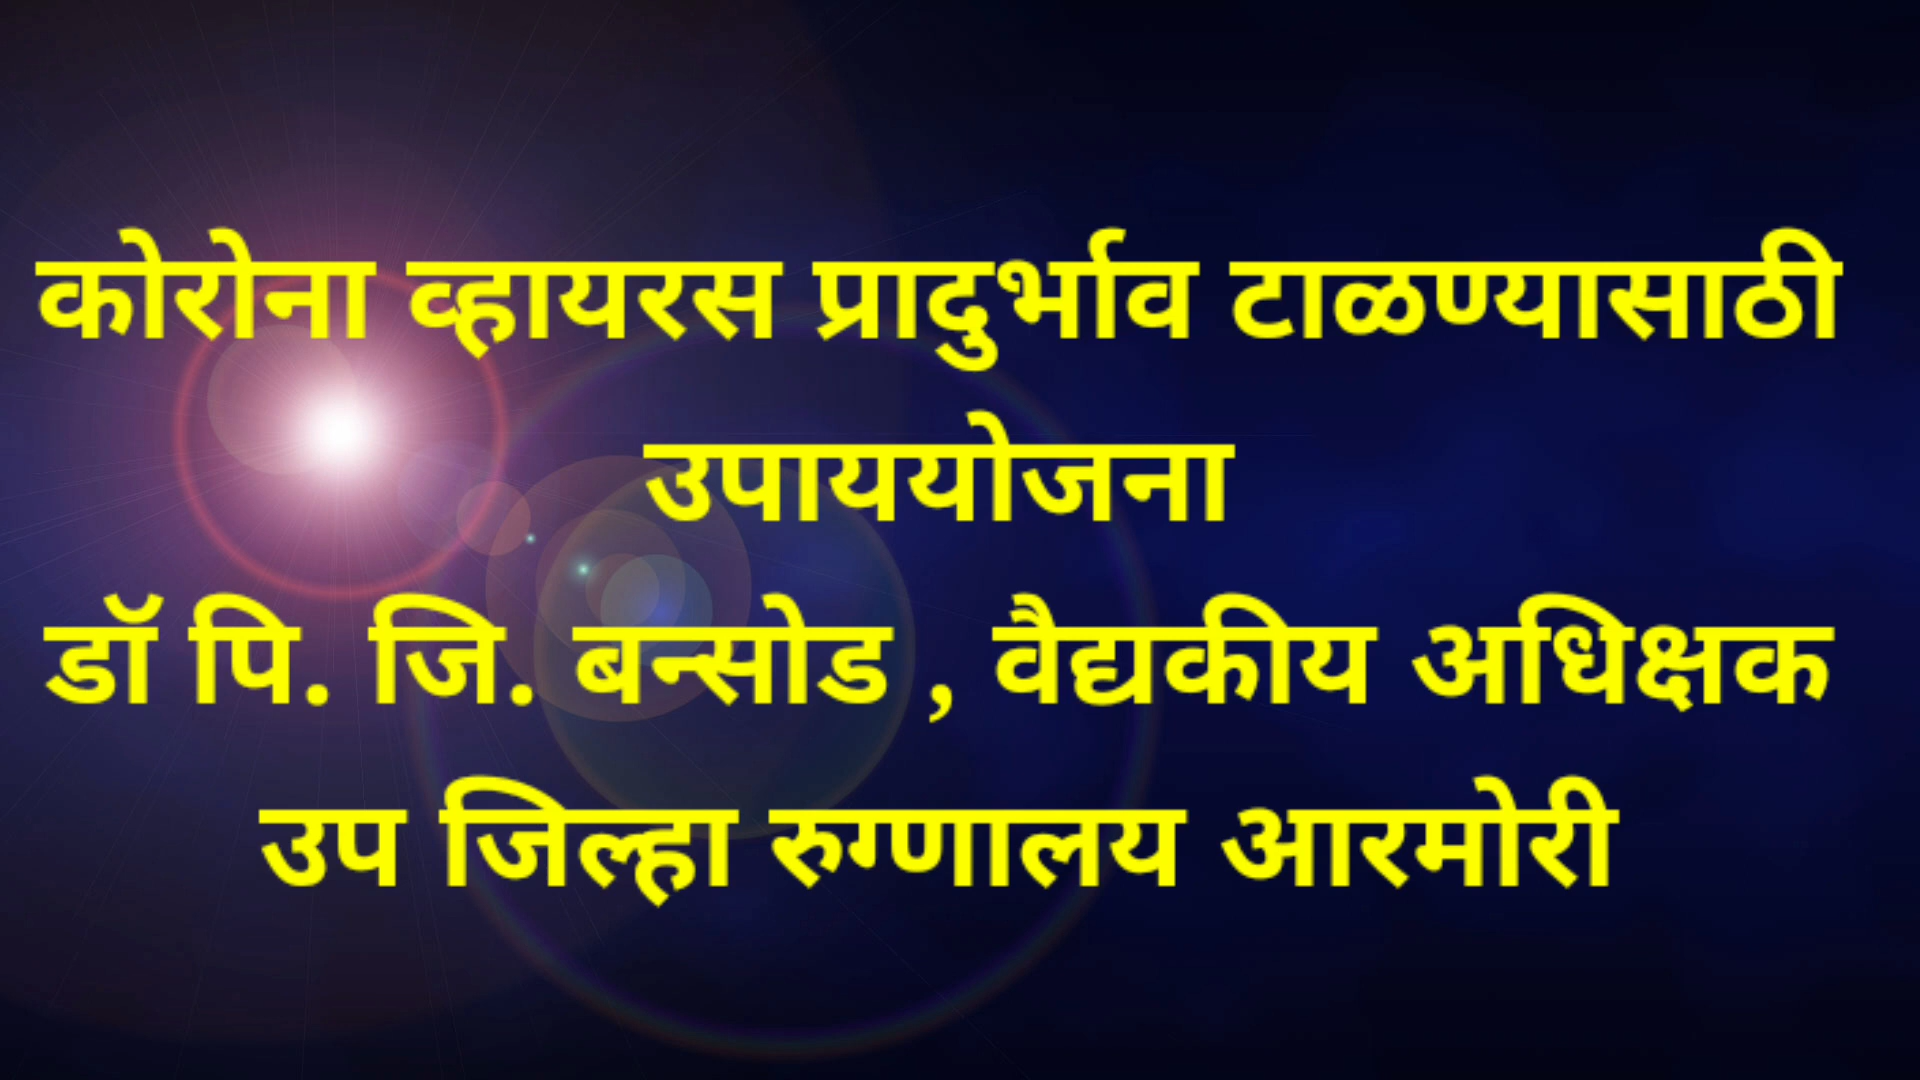 कोरोना व्हायरस प्रादुर्भाव टाळण्यासाठी
उपाययोजना
डॉ पि. जि. बन्सोड , वैद्यकीय अधिक्षक
उप जिल्हा रुग्णालय आरमोरी